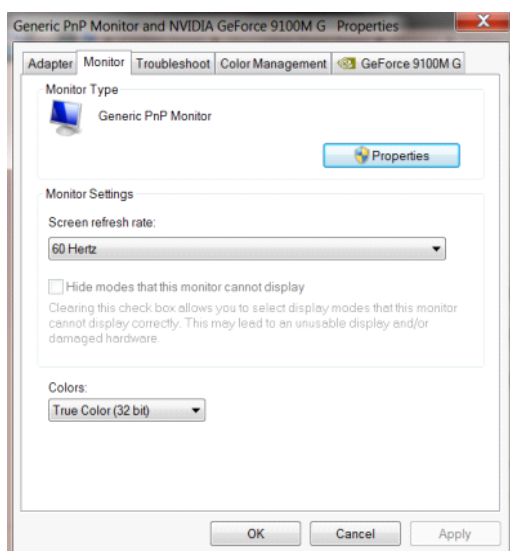 Generic PnP Monitor and NVIDIA GeForce 9100M G Properties
Adapter Monitor Troubleshoot Color Management GeForce 9100M G
Monitor Type
Generic PnP Monitor
Properties
Monitor Settings
Screen refresh rate:
60 Hertz
Hide modes that this monitor cannot display
Clearing this check box allows you to select display modes that this monitor
cannot display correctly. This may lead to an unusable display and/or
damaged hardware.
Colors:
True Color (32 bit)
OK Cancel Apply